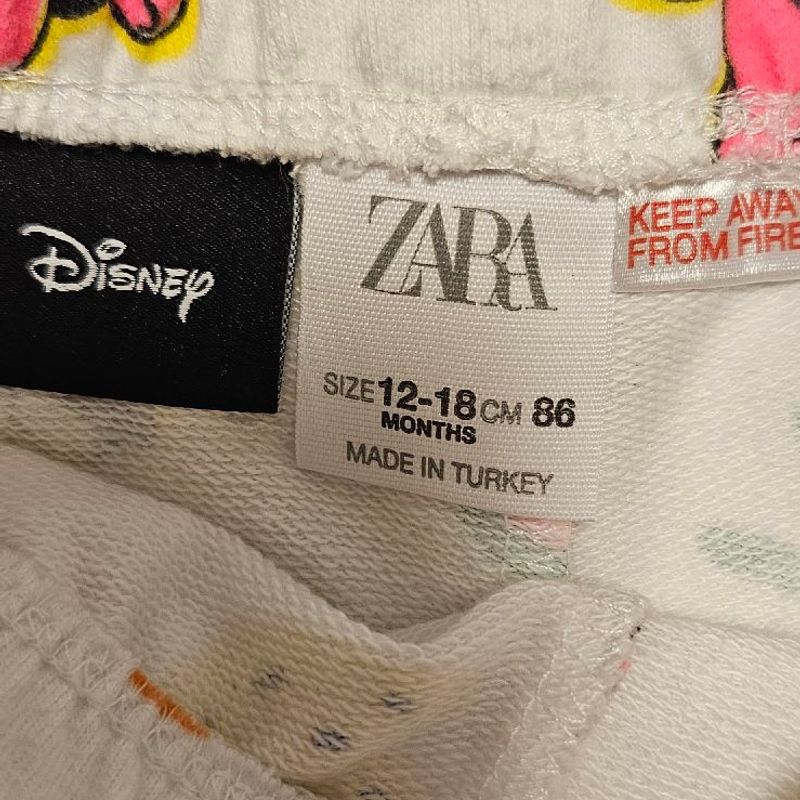 Disney
ZARA
KEEP AWAY
FROM FIRE
SIZE 12-18 CM 86
MONTHS
MADE IN TURKEY